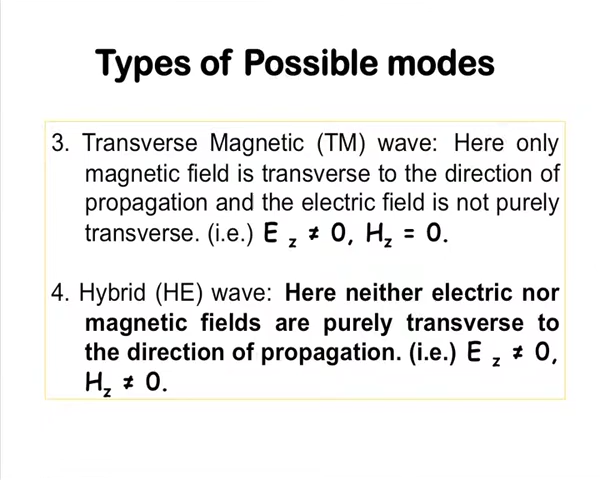 Types of Possible modes
3. Transverse Magnetic (TM) wave: Here only
magnetic field is transverse to the direction of
propagation and the electric field is not purely
transverse. (i.e.) E z ≠ 0, Hz = 0.
4. Hybrid (HE) wave: Here neither electric nor
magnetic fields are purely transverse to
the direction of propagation. (i.e.) E z ≠ 0,
Hz ≠ 0.